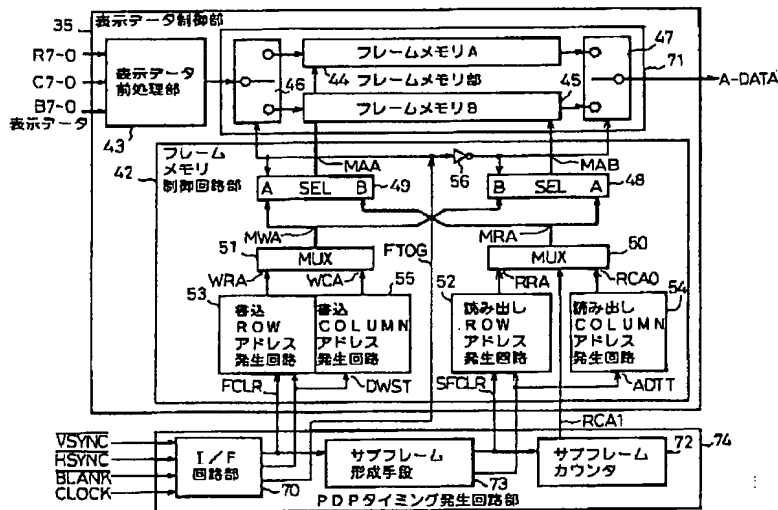 35
表示データ制御部
R7-0
C7-0
B7-0
表示データ
表示データ
前処理部
43
46
フレームメモリA
44
フレームメモリ部
45
フレームメモリB
47
71
A-DATA
42
フレーム
メモリ
制御回路部
MAA
56
MAB
A SEL B
49
B SEL A
48
MWA
MRA
51
MUX
FTOG
MUX
50
WRA
WCA
RRA
RCA0
53
55
52
54
書込
ROW
アドレス
発生回路
書込
COLUMN
アドレス
発生回路
読み出し
ROW
アドレス
発生回路
読み出し
COLUMN
アドレス
発生回路
FCLR
DWST
SFCLR
ADTT
RCA1
VSYNC
HSYNC
BLANK
CLOCK
I/F
回路部
70
サブフレーム
形成手段
73
サブフレーム
カウンタ
72
74
PDPタイミング発生回路部